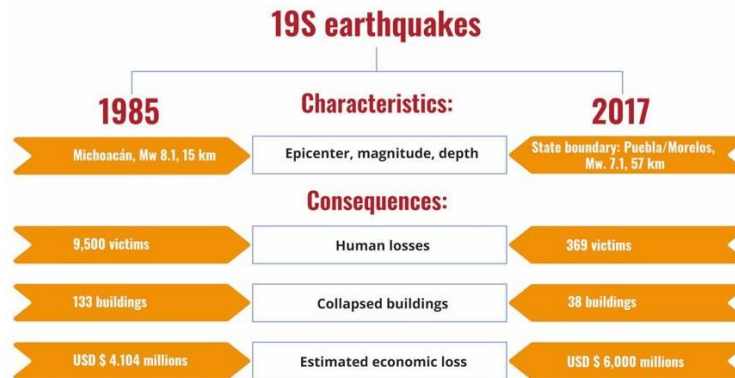 19S earthquakes
1985
Characteristics:
2017
Michoacán, Mw 8.1, 15 km
Epicenter, magnitude, depth
State boundary: Puebla/Morelos,
Mw. 7.1, 57 km
Consequences:
9,500 victims
Human losses
369 victims
133 buildings
Collapsed buildings
38 buildings
USD $ 4.104 millions
Estimated economic loss
USD $ 6,000 millions